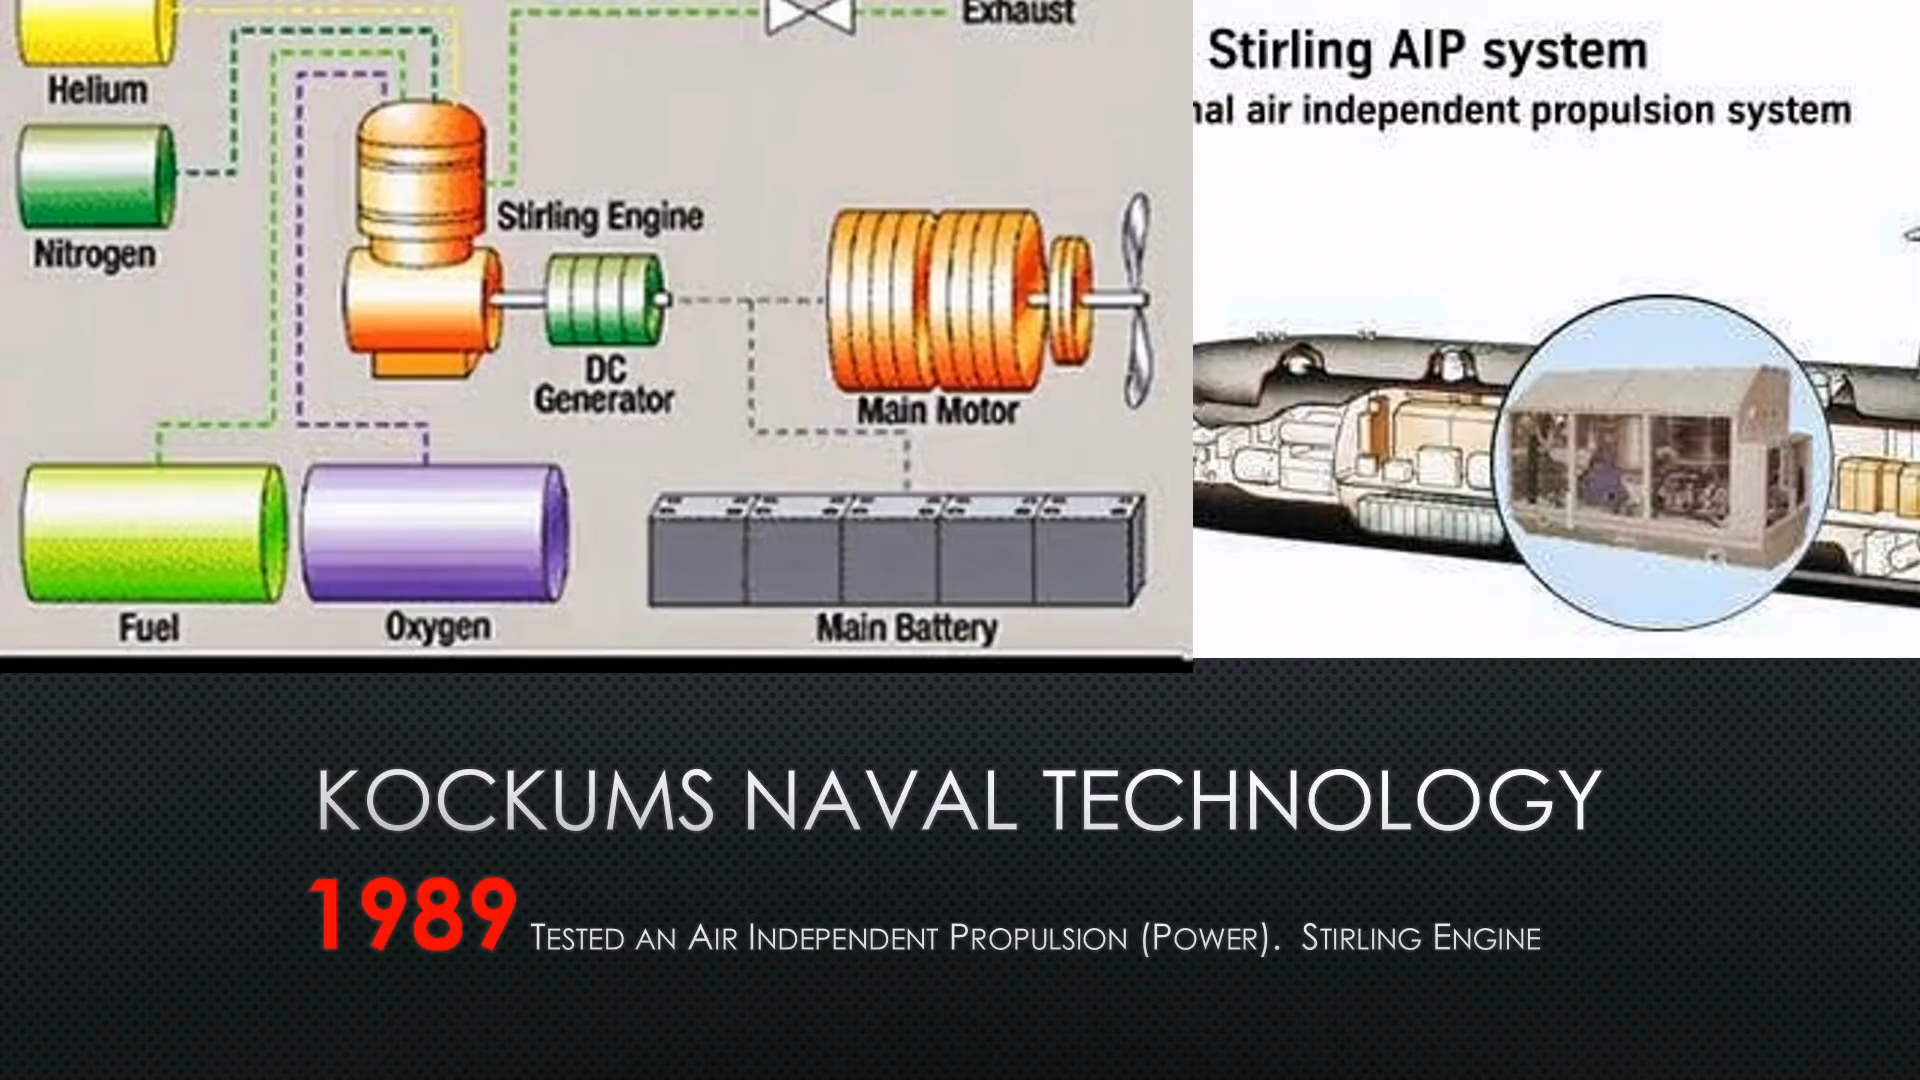 Exhaust
Helium
Nitrogen
Stirling Engine
DC
Generator
Main Motor
Fuel
Oxygen
Main Battery
Stirling AIP system
air independent propulsion system
KOCKUMS NAVAL TECHNOLOGY
1989 TESTED AN AIR INDEPENDENT PROPULSION (POWER). STIRLING ENGINE